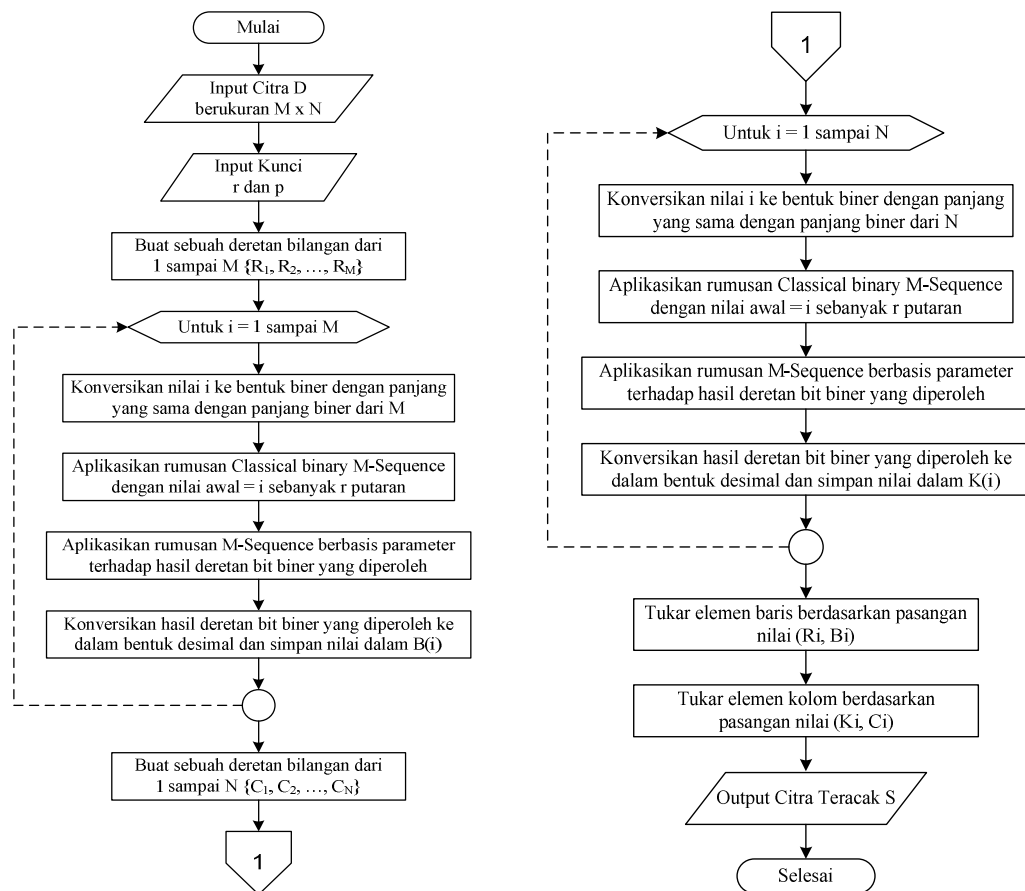 Mulai
Input Citra D
berukuran M x N
Input Kunci
r dan p
Buat sebuah deretan bilangan dari
1 sampai M {R₁, R₂, ..., R_M}
Untuk i = 1 sampai M
Konversikan nilai i ke bentuk biner dengan panjang
yang sama dengan panjang biner dari M
Aplikasikan rumusan Classical binary M-Sequence
dengan nilai awal = i sebanyak r putaran
Aplikasikan rumusan M-Sequence berbasis parameter
terhadap hasil deretan bit biner yang diperoleh
Konversikan hasil deretan bit biner yang diperoleh ke
dalam bentuk desimal dan simpan nilai dalam B(i)
Buat sebuah deretan bilangan dari
1 sampai N {C₁, C₂, ..., C_N}
1
1
Untuk i = 1 sampai N
Konversikan nilai i ke bentuk biner dengan panjang
yang sama dengan panjang biner dari N
Aplikasikan rumusan Classical binary M-Sequence
dengan nilai awal = i sebanyak r putaran
Aplikasikan rumusan M-Sequence berbasis parameter
terhadap hasil deretan bit biner yang diperoleh
Konversikan hasil deretan bit biner yang diperoleh ke
dalam bentuk desimal dan simpan nilai dalam K(i)
Tukar elemen baris berdasarkan pasangan
nilai (Ri, Bi)
Tukar elemen kolom berdasarkan
pasangan nilai (Ki, Ci)
Output Citra Teracak S
Selesai